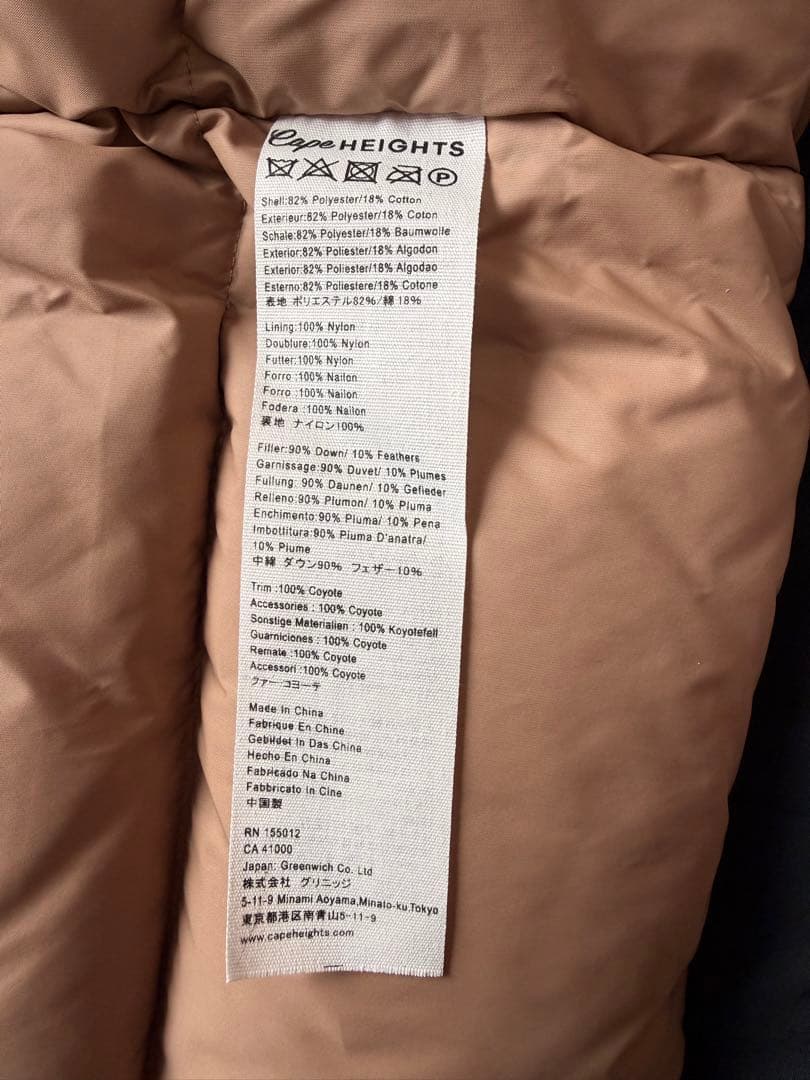 Cape HEIGHTS
P
Shell:82% Polyester/18% Cotton
Exterieur:82% Polyester/18% Coton
Schale:82% Polyester/18% Baumwolle
Exterior:82% Poliester/18% Algodon
Exterior:82% Poliester/18% Algodao
Esterno:82% Poliestere/18% Cotone
表地 ポリエステル82%/綿 18%
Lining:100% Nylon
Doublure:100% Nylon
Futter:100% Nylon
Forro :100% Nailon
Forro :100% Nailon
Fodera :100% Nailon
裏地 ナイロン100%
Filler:90% Down/ 10% Feathers
Garnissage:90% Duvet/ 10% Plumes
Fullung: 90% Daunen/ 10% Gefieder
Relleno:90% Plumon/ 10% Pluma
Enchimento:90% Pluma/ 10% Pena
Imbottitura:90% Piuma D'anatra/
10% Piume
中綿 ダウン90% フェザー10%
Trim :100% Coyote
Accessories : 100% Coyote
Sonstige Materialien : 100% Koyotefell
Guarniciones : 100% Coyote
Remate :100% Coyote
Accessori :100% Coyote
ファー コヨーテ
Made In China
Fabrique En Chine
Gebildet In Das China
Hecho En China
Fabricado Na China
Fabbricato In Cine
中国製
RN 155012
CA 41000
Japan: Greenwich Co. Ltd
株式会社 グリニッジ
5-11-9 Minami Aoyama,Minato-ku,Tokyo
東京都港区南青山5-11-9
www.capeheights.com